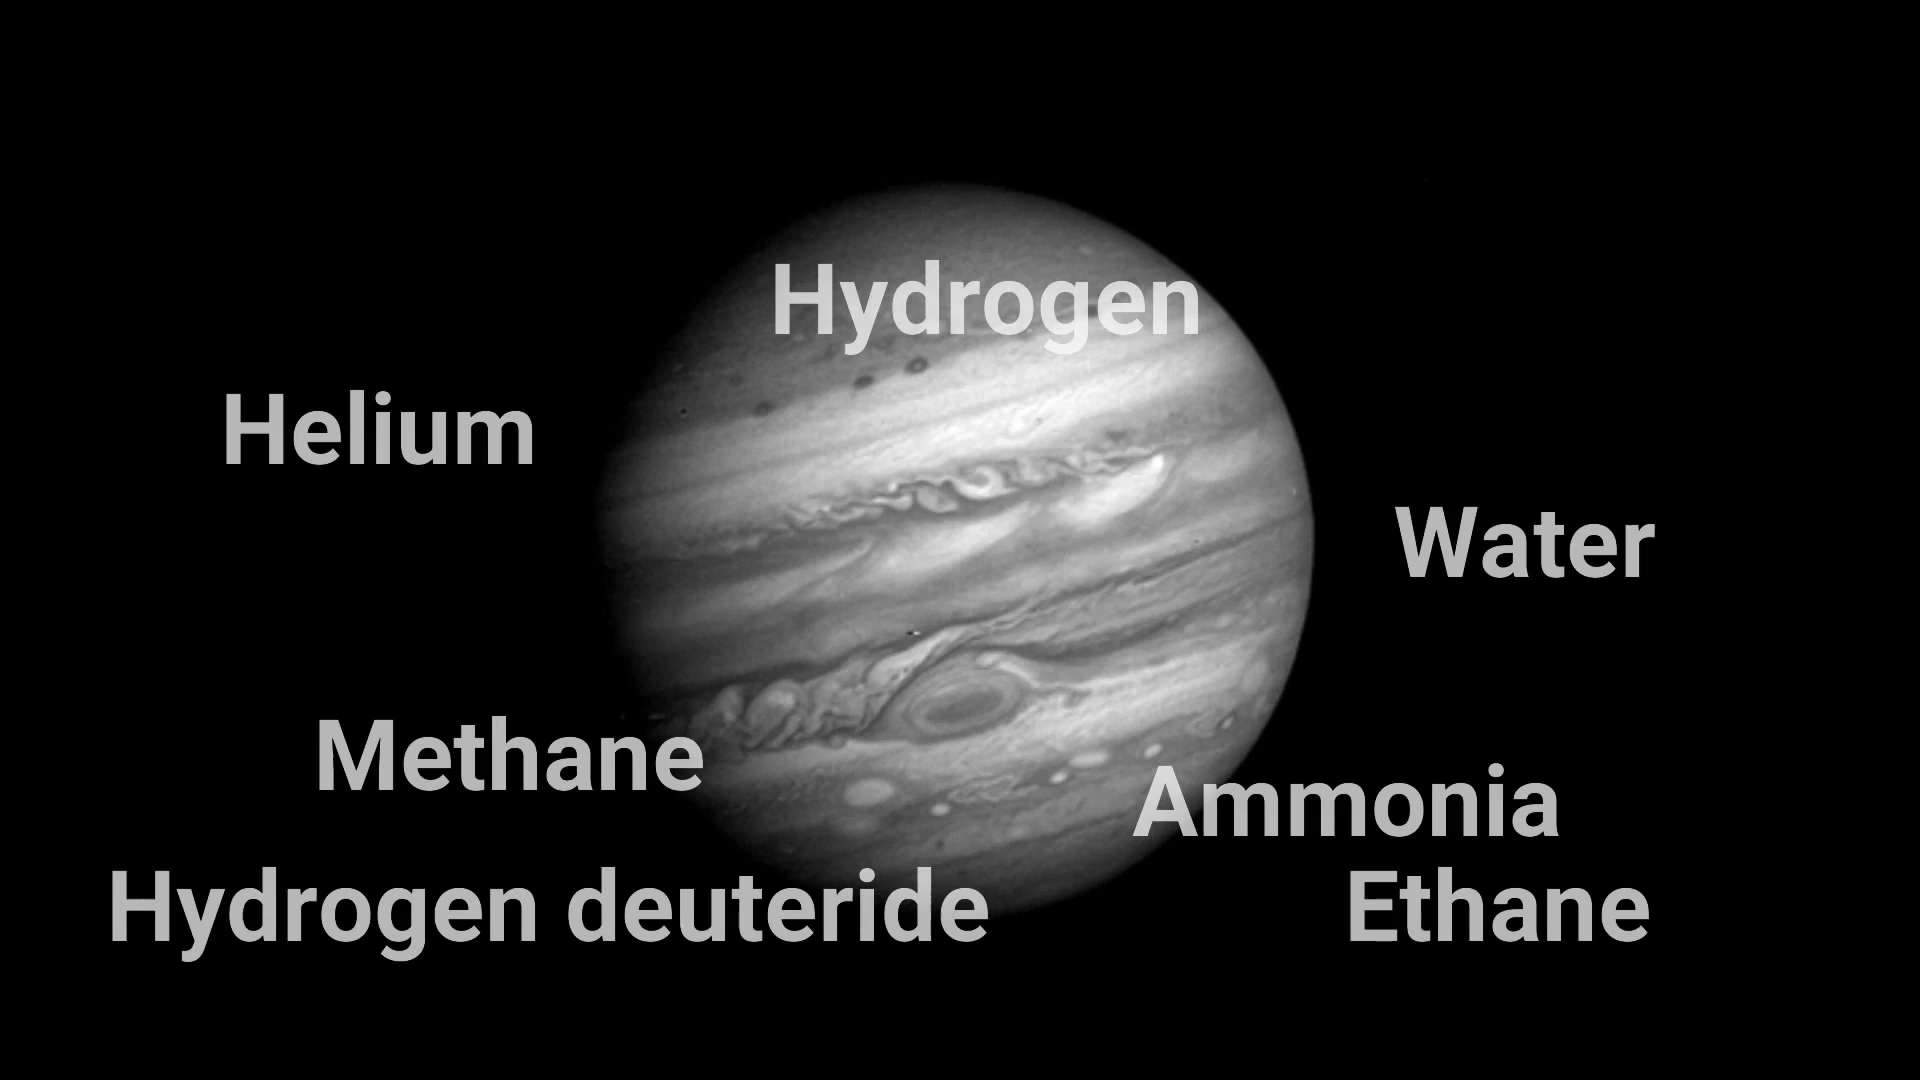 Hydrogen
Helium
Water
Methane
Ammonia
Hydrogen deuteride
Ethane